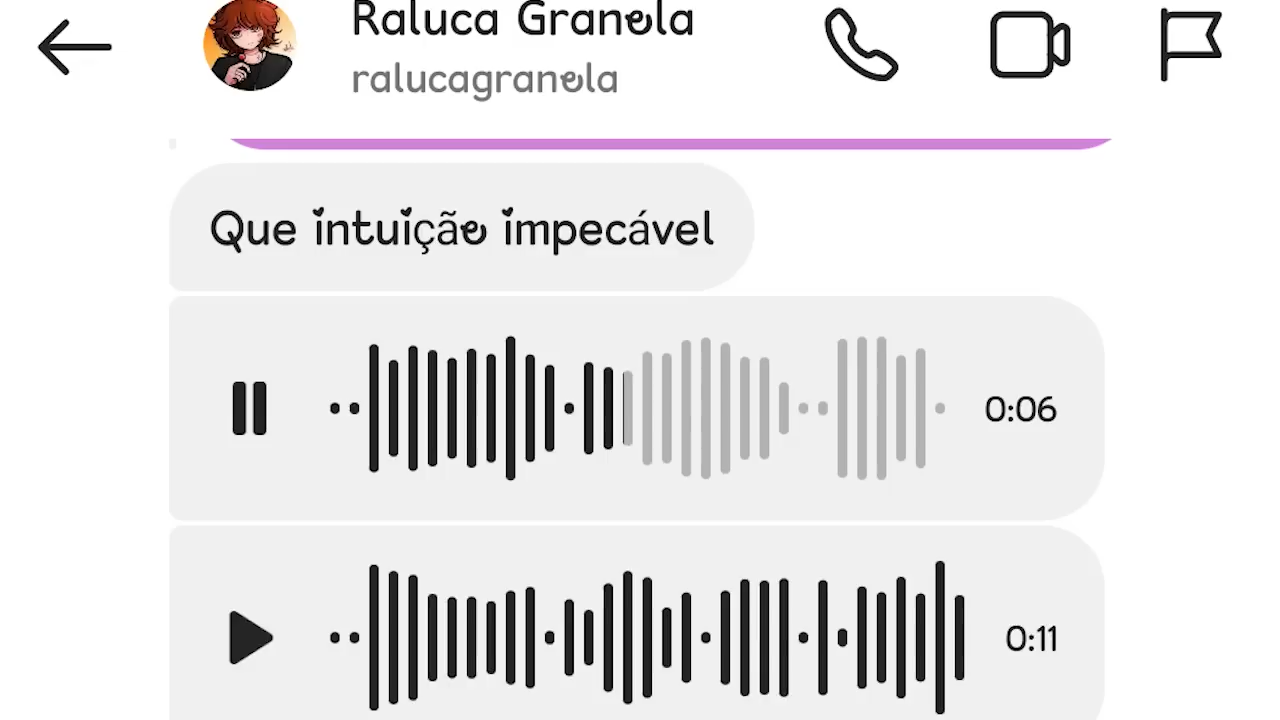 Raluca Granola
ralucagranola
Que intuição impecável
0:06
0:11